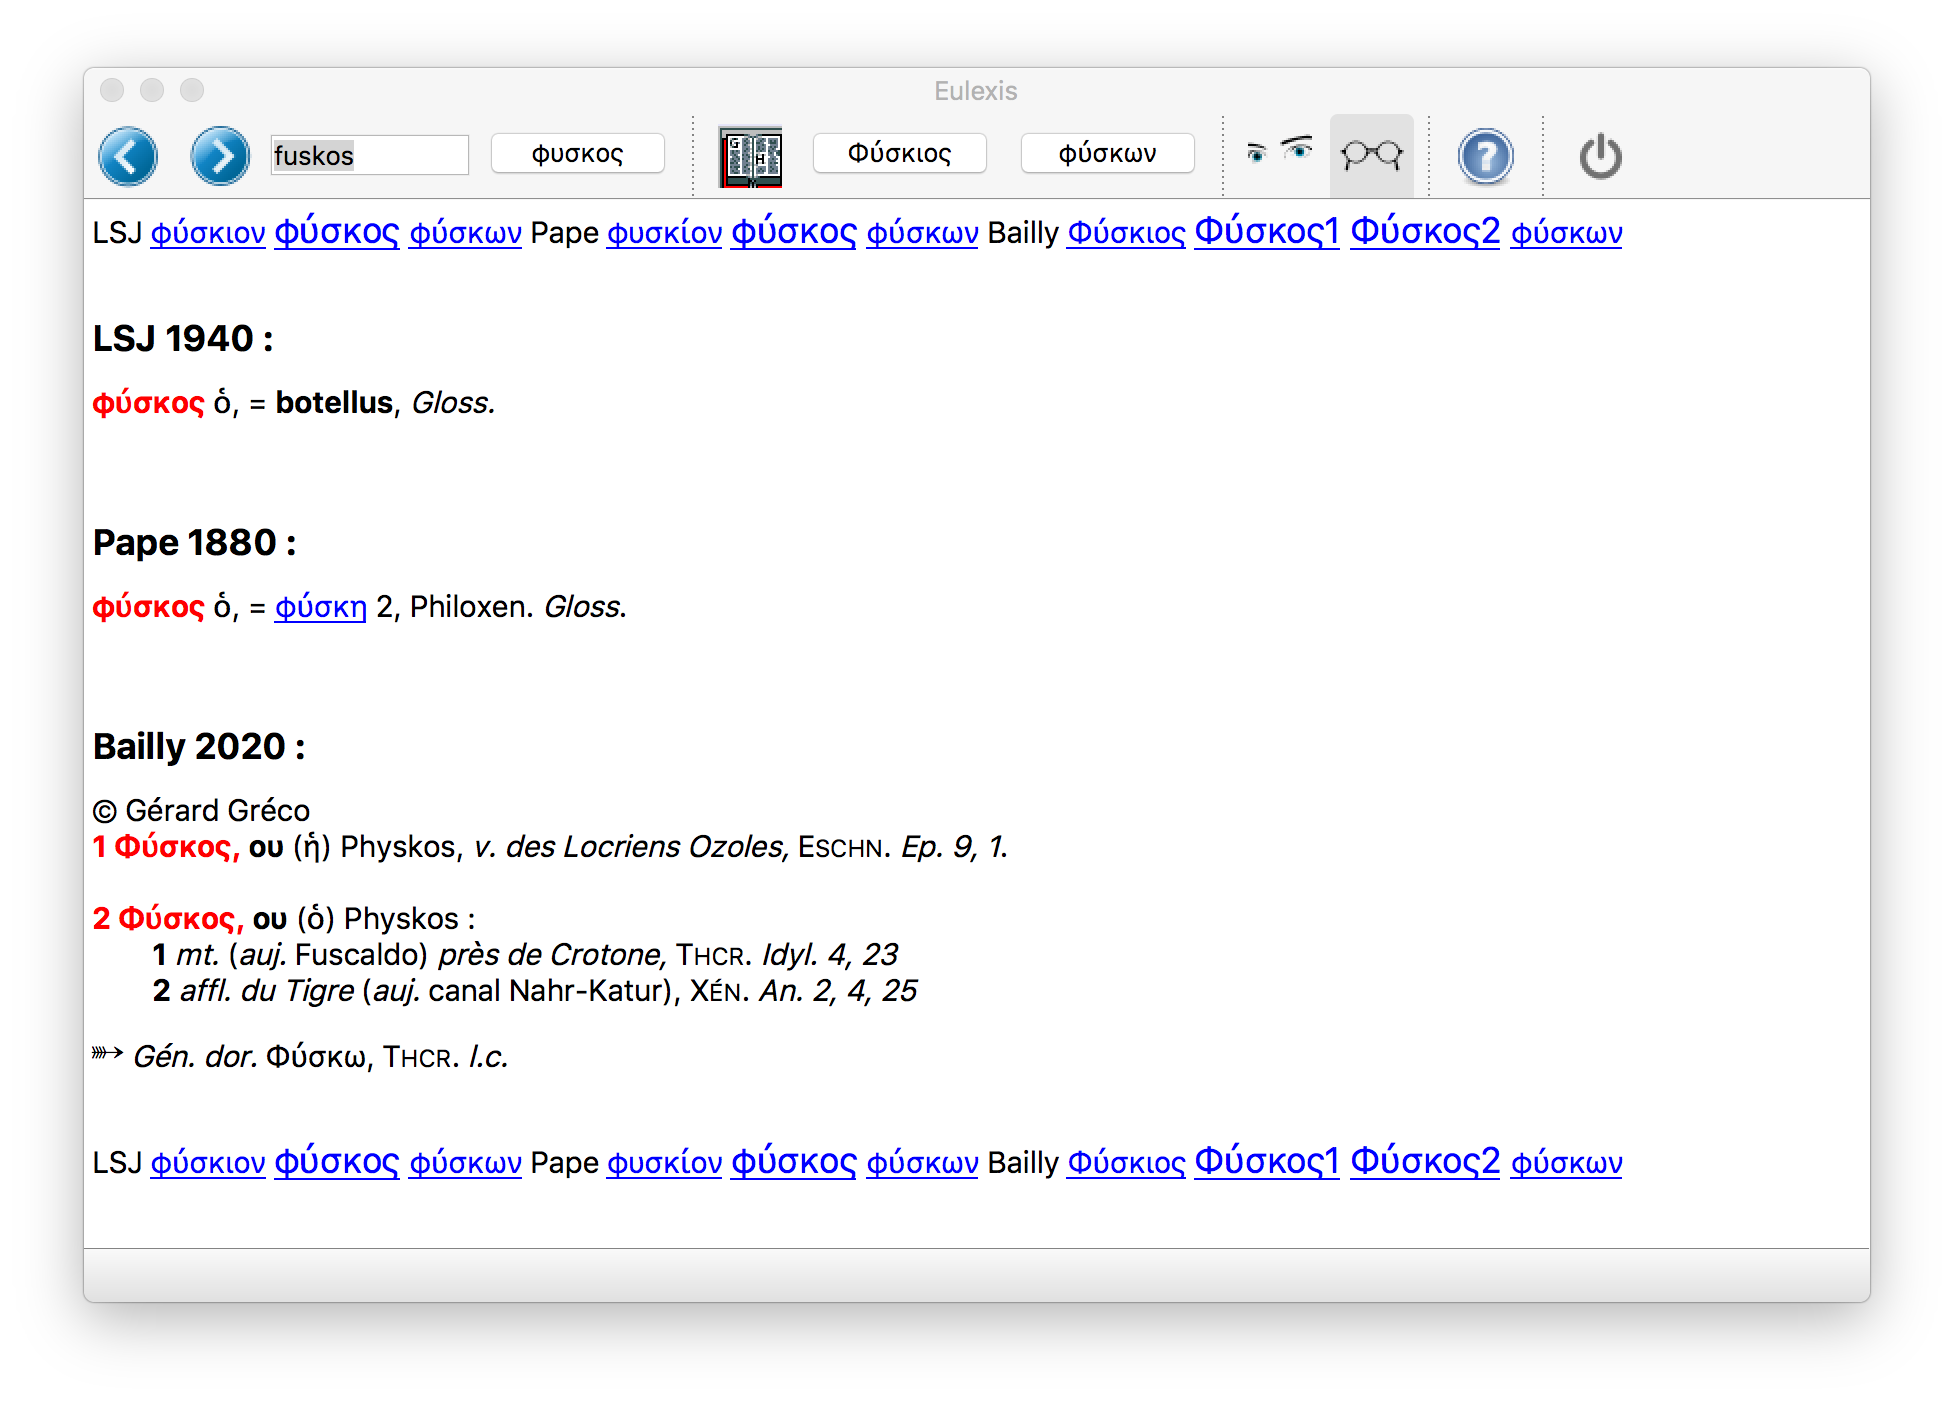 Eulexis
fuskos φυσκος Φύσκιος φύσκων
LSJ φύσκιον φύσκος φύσκων Pape φυσκίον φύσκος φύσκων Bailly Φύσκιος Φύσκος1 Φύσκος2 φύσκων
LSJ 1940 :
φύσκος ὁ, = botellus, Gloss.
Pape 1880 :
φύσκος ὁ, = φύσκη 2, Philoxen. Gloss.
Bailly 2020 :
© Gérard Gréco
1 Φύσκος, ου (ἡ) Physkos, v. des Locriens Ozoles, ESCHN. Ep. 9, 1.
2 Φύσκος, ου (ὁ) Physkos :
1 mt. (auj. Fuscaldo) près de Crotone, THCR. Idyl. 4, 23
2 affl. du Tigre (auj. canal Nahr-Katur), XÉN. An. 2, 4, 25
➳ Gén. dor. Φύσκω, THCR. l.c.
LSJ φύσκιον φύσκος φύσκων Pape φυσκίον φύσκος φύσκων Bailly Φύσκιος Φύσκος1 Φύσκος2 φύσκων